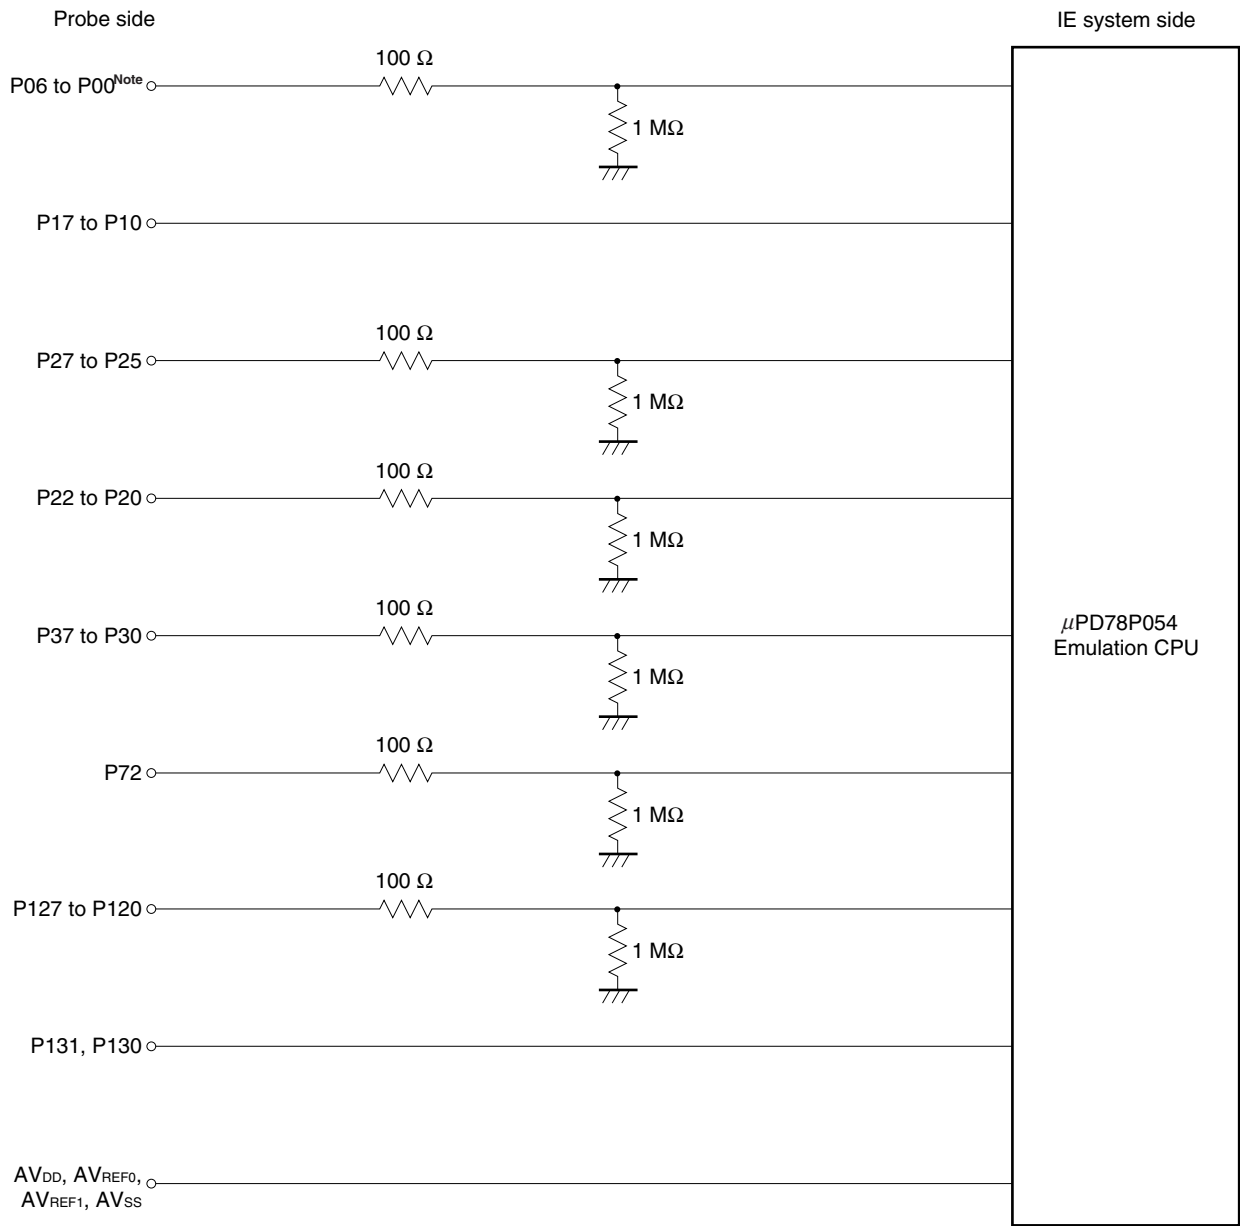 Probe side
IE system side
100 Ω
P06 to P00Note
1 MΩ
P17 to P10
100 Ω
P27 to P25
1 MΩ
100 Ω
P22 to P20
1 MΩ
100 Ω
P37 to P30
μPD78P054
Emulation CPU
1 MΩ
100 Ω
P72
1 MΩ
100 Ω
P127 to P120
1 MΩ
P131, P130
AVDD, AVREF0,
AVREF1, AVSS